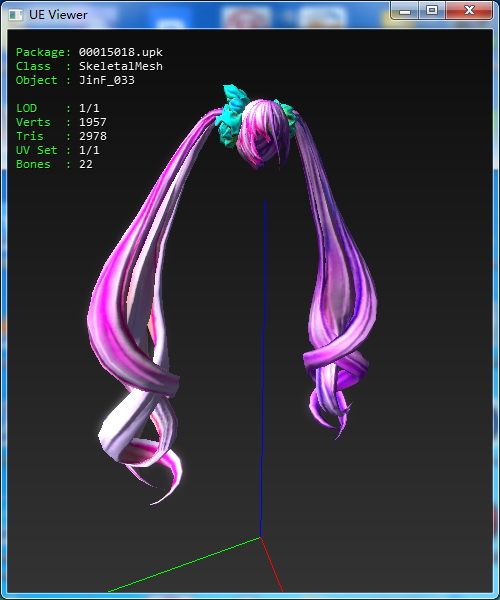 UE Viewer
Package: 00015018.upk
Class  : SkeletalMesh
Object : JinF_033
LOD    : 1/1
Verts  : 1957
Tris   : 2978
UV Set : 1/1
Bones  : 22